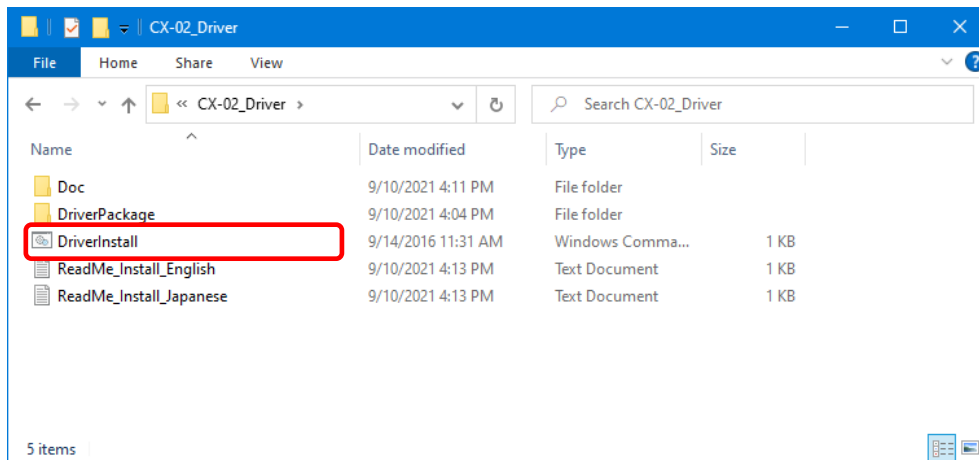 CX-02_Driver
File Home Share View
« CX-02_Driver › Search CX-02_Driver
Name Date modified Type Size
Doc 9/10/2021 4:11 PM File folder
DriverPackage 9/10/2021 4:04 PM File folder
DriverInstall 9/14/2016 11:31 AM Windows Comma... 1 KB
ReadMe_Install_English 9/10/2021 4:13 PM Text Document 1 KB
ReadMe_Install_Japanese 9/10/2021 4:13 PM Text Document 1 KB
5 items